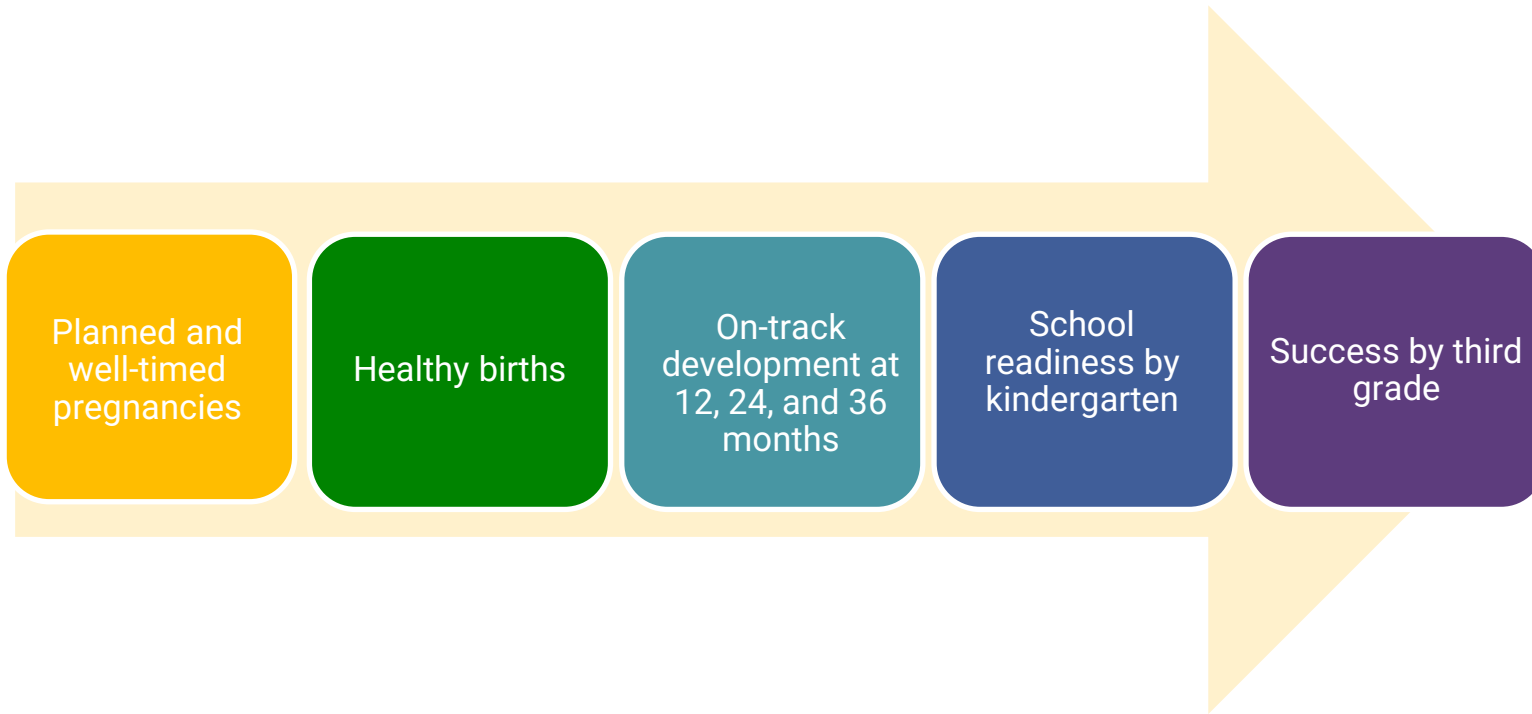 Planned and
well-timed
pregnancies
Healthy births
On-track
development at
12, 24, and 36
months
School
readiness by
kindergarten
Success by third
grade